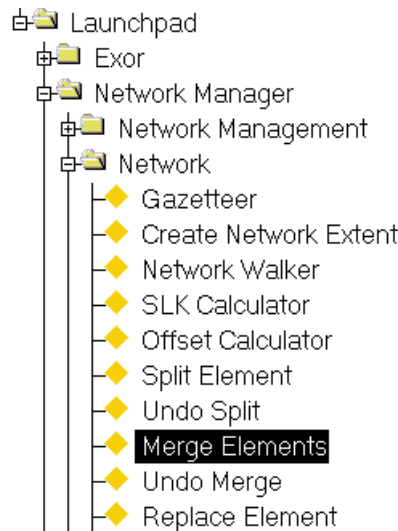 Launchpad
Exor
Network Manager
Network Management
Network
Gazetteer
Create Network Extent
Network Walker
SLK Calculator
Offset Calculator
Split Element
Undo Split
Merge Elements
Undo Merge
Replace Element